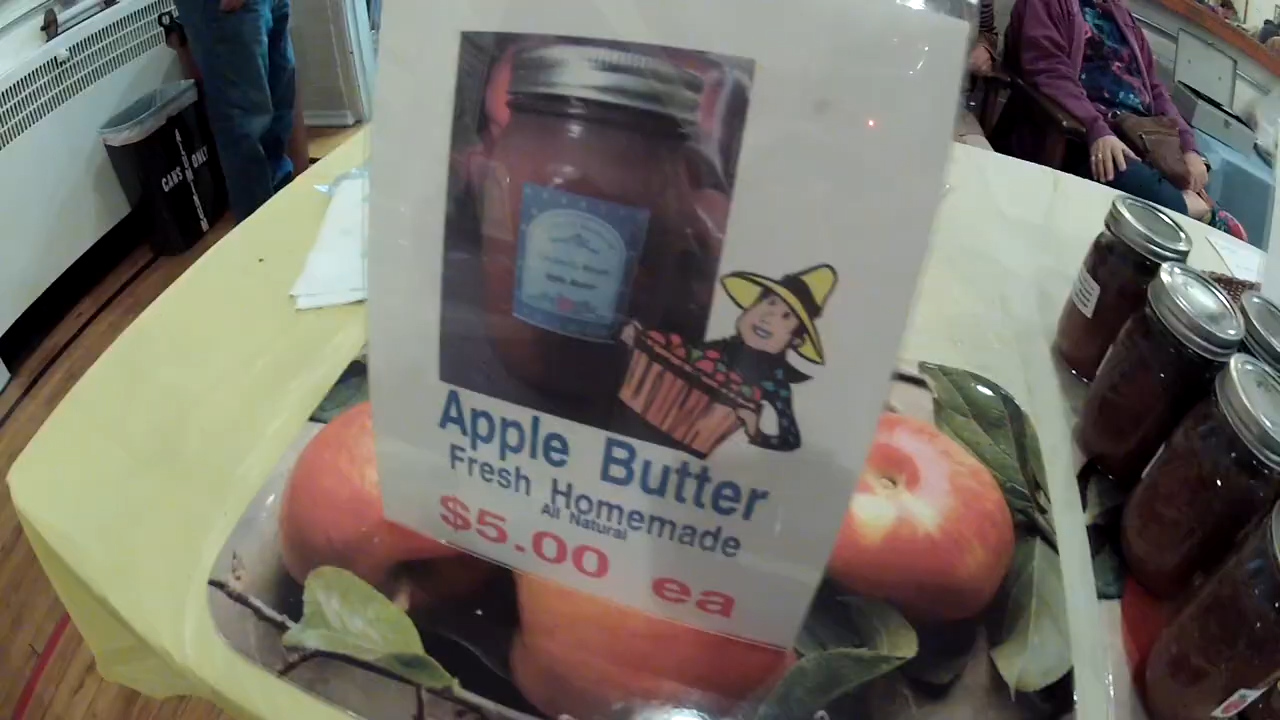 Apple Butter
Fresh Homemade
All Natural
$5.00 ea
CANS ONLY